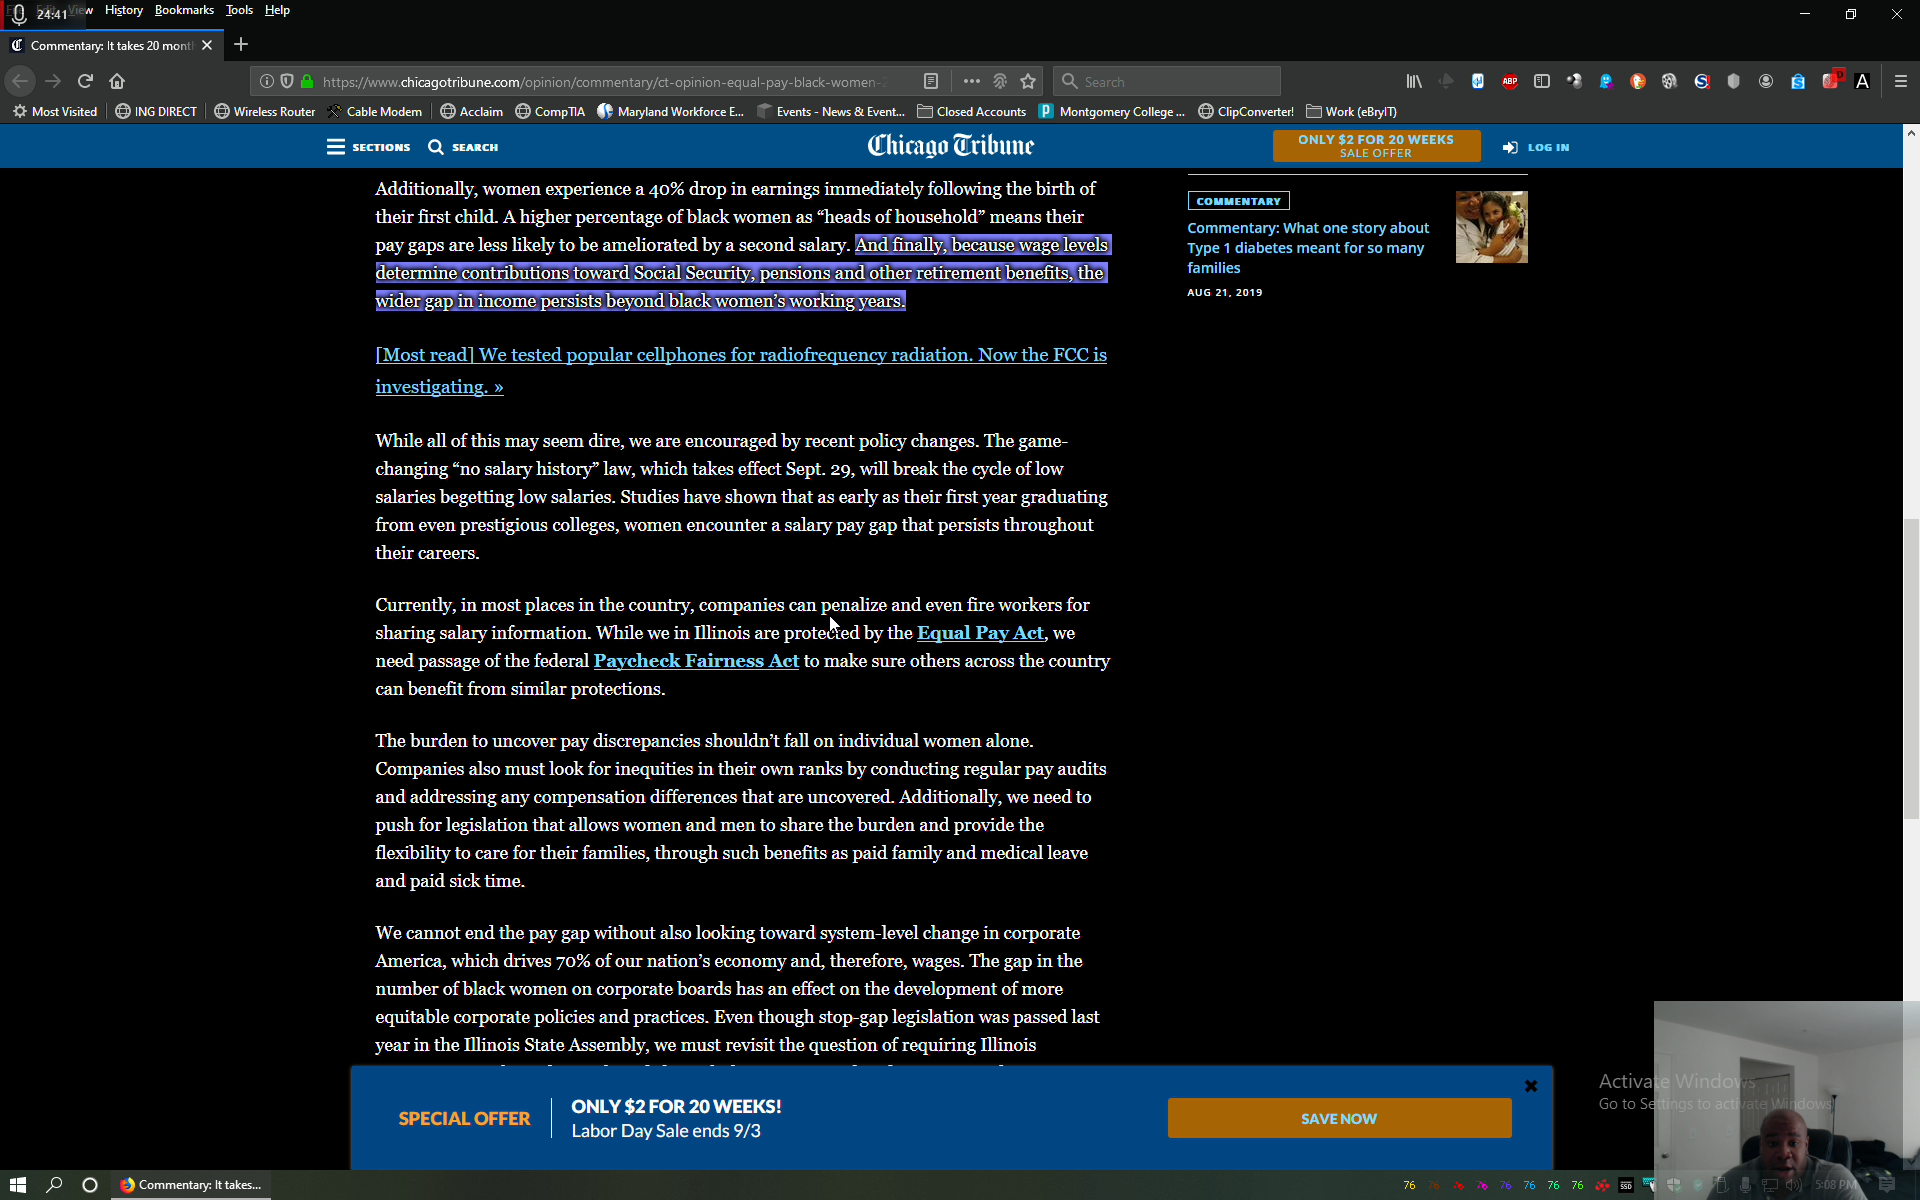 24:41
View History Bookmarks Tools Help
Commentary: It takes 20 mont
https://www.chicagotribune.com/opinion/commentary/ct-opinion-equal-pay-black-women-
Search
ABP
Most Visited ING DIRECT Wireless Router Cable Modem Acclaim CompTIA Maryland Workforce E... Events - News & Event... Closed Accounts Montgomery College ... ClipConverter! Work (eBryIT)
SECTIONS SEARCH Chicago Tribune ONLY $2 FOR 20 WEEKS LOG IN
SALE OFFER
Additionally, women experience a 40% drop in earnings immediately following the birth of
their first child. A higher percentage of black women as “heads of household” means their
pay gaps are less likely to be ameliorated by a second salary. And finally, because wage levels
determine contributions toward Social Security, pensions and other retirement benefits, the
wider gap in income persists beyond black women’s working years.
[Most read] We tested popular cellphones for radiofrequency radiation. Now the FCC is
investigating. »
While all of this may seem dire, we are encouraged by recent policy changes. The game-
changing “no salary history” law, which takes effect Sept. 29, will break the cycle of low
salaries begetting low salaries. Studies have shown that as early as their first year graduating
from even prestigious colleges, women encounter a salary pay gap that persists throughout
their careers.
Currently, in most places in the country, companies can penalize and even fire workers for
sharing salary information. While we in Illinois are protected by the Equal Pay Act, we
need passage of the federal Paycheck Fairness Act to make sure others across the country
can benefit from similar protections.
The burden to uncover pay discrepancies shouldn’t fall on individual women alone.
Companies also must look for inequities in their own ranks by conducting regular pay audits
and addressing any compensation differences that are uncovered. Additionally, we need to
push for legislation that allows women and men to share the burden and provide the
flexibility to care for their families, through such benefits as paid family and medical leave
and paid sick time.
We cannot end the pay gap without also looking toward system-level change in corporate
America, which drives 70% of our nation’s economy and, therefore, wages. The gap in the
number of black women on corporate boards has an effect on the development of more
equitable corporate policies and practices. Even though stop-gap legislation was passed last
year in the Illinois State Assembly, we must revisit the question of requiring Illinois
COMMENTARY
Commentary: What one story about
Type 1 diabetes meant for so many
families
AUG 21, 2019
SPECIAL OFFER
ONLY $2 FOR 20 WEEKS!
Labor Day Sale ends 9/3
SAVE NOW
Activate Windows
Go to Settings to activate Windows.
Commentary: It takes...
76 76 76 76 76 76 76 SSD
5:08 PM